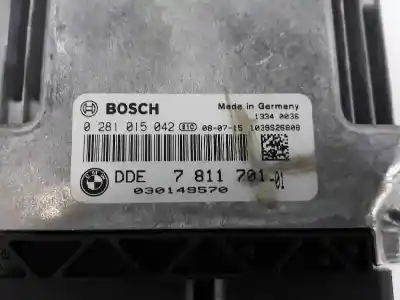 BOSCH
Made in Germany
1334 0036
0 281 015 042 E10 08-07-15 1039S26808
DDE 7 811 701-01
030149570